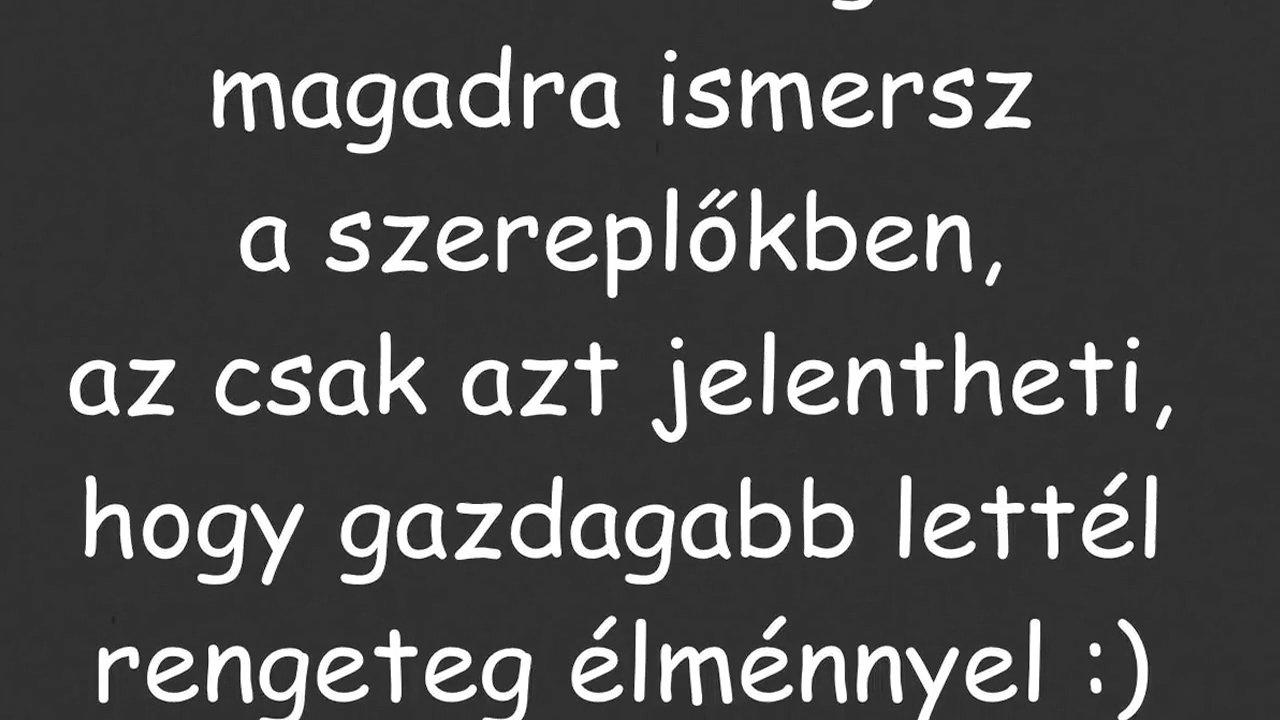 magadra ismersz
a szereplőkben,
az csak azt jelentheti,
hogy gazdagabb lettél
rengeteg élménnyel :)